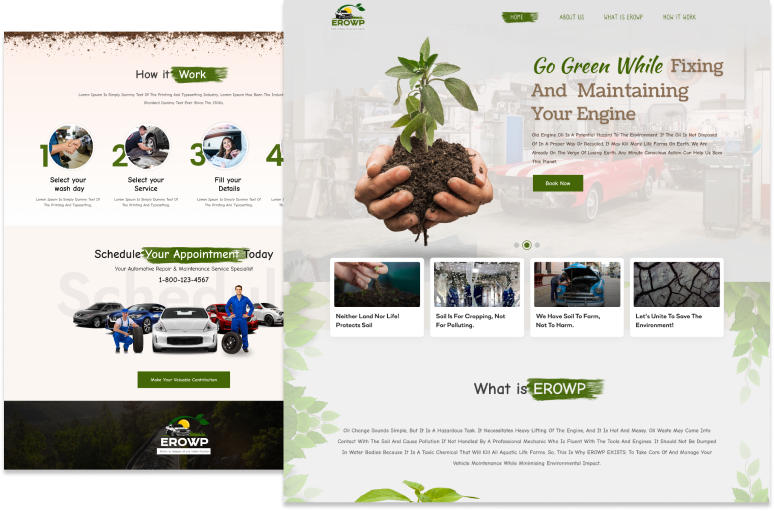 EROWP
HOME
ABOUT US
WHAT IS EROWP
HOW IT WORK
Go Green While Fixing
And Maintaining
Your Engine
Old Engine Oil Is A Potential Hazard To The Environment. If The Oil Is Not Disposed
Of In A Proper Way Or Recycled, It May Kill More Life Forms On Earth. We Are
Already On The Verge Of Losing Earth. Any Minute Conscious Action Can Help Us Save
This Planet.
Book Now
Neither Land Nor Life!
Protects Soil
Soil Is For Cropping, Not
For Polluting.
We Have Soil To Farm,
Not To Harm.
Let's Unite To Save The
Environment!
What is EROWP
Oil Change Sounds Simple, But It Is A Hazardous Task. It Necessitates Heavy Lifting Of The Engine, And It Is Hot And Messy. Oil Waste May Come
Into Contact With The Soil And Cause Pollution If Not Handled By A Professional Mechanic Who Is Fluent With The Tools And Engines. It Should Not Be Dumped
In Water Bodies Because It Is A Toxic Chemical That Will Kill All Aquatic Life Forms. So, This Is Why EROWP EXISTS: To Take Care Of And Manage Your
Vehicle Maintenance While Minimising Environmental Impact.
How it Work
Lorem Ipsum Is Simply Dummy Text Of The Printing And Typesetting Industry. Lorem Ipsum Has Been The Indust
Standard Dummy Text Ever Since The 1500s,
1
Select your
wash day
Lorem Ipsum Is Simply Dummy Text Of
The Printing And Typesetting.
2
Select your
Service
Lorem Ipsum Is Simply Dummy Text Of
The Printing And Typesetting.
3
Fill your
Details
Lorem Ipsum Is Simply Dummy Text Of
The Printing And Typesetting.
4
Schedule Your Appointment Today
Your Automotive Repair & Maintenance Service Specialist
1-800-123-4567
Make Your Valuable Contribution
EROWP